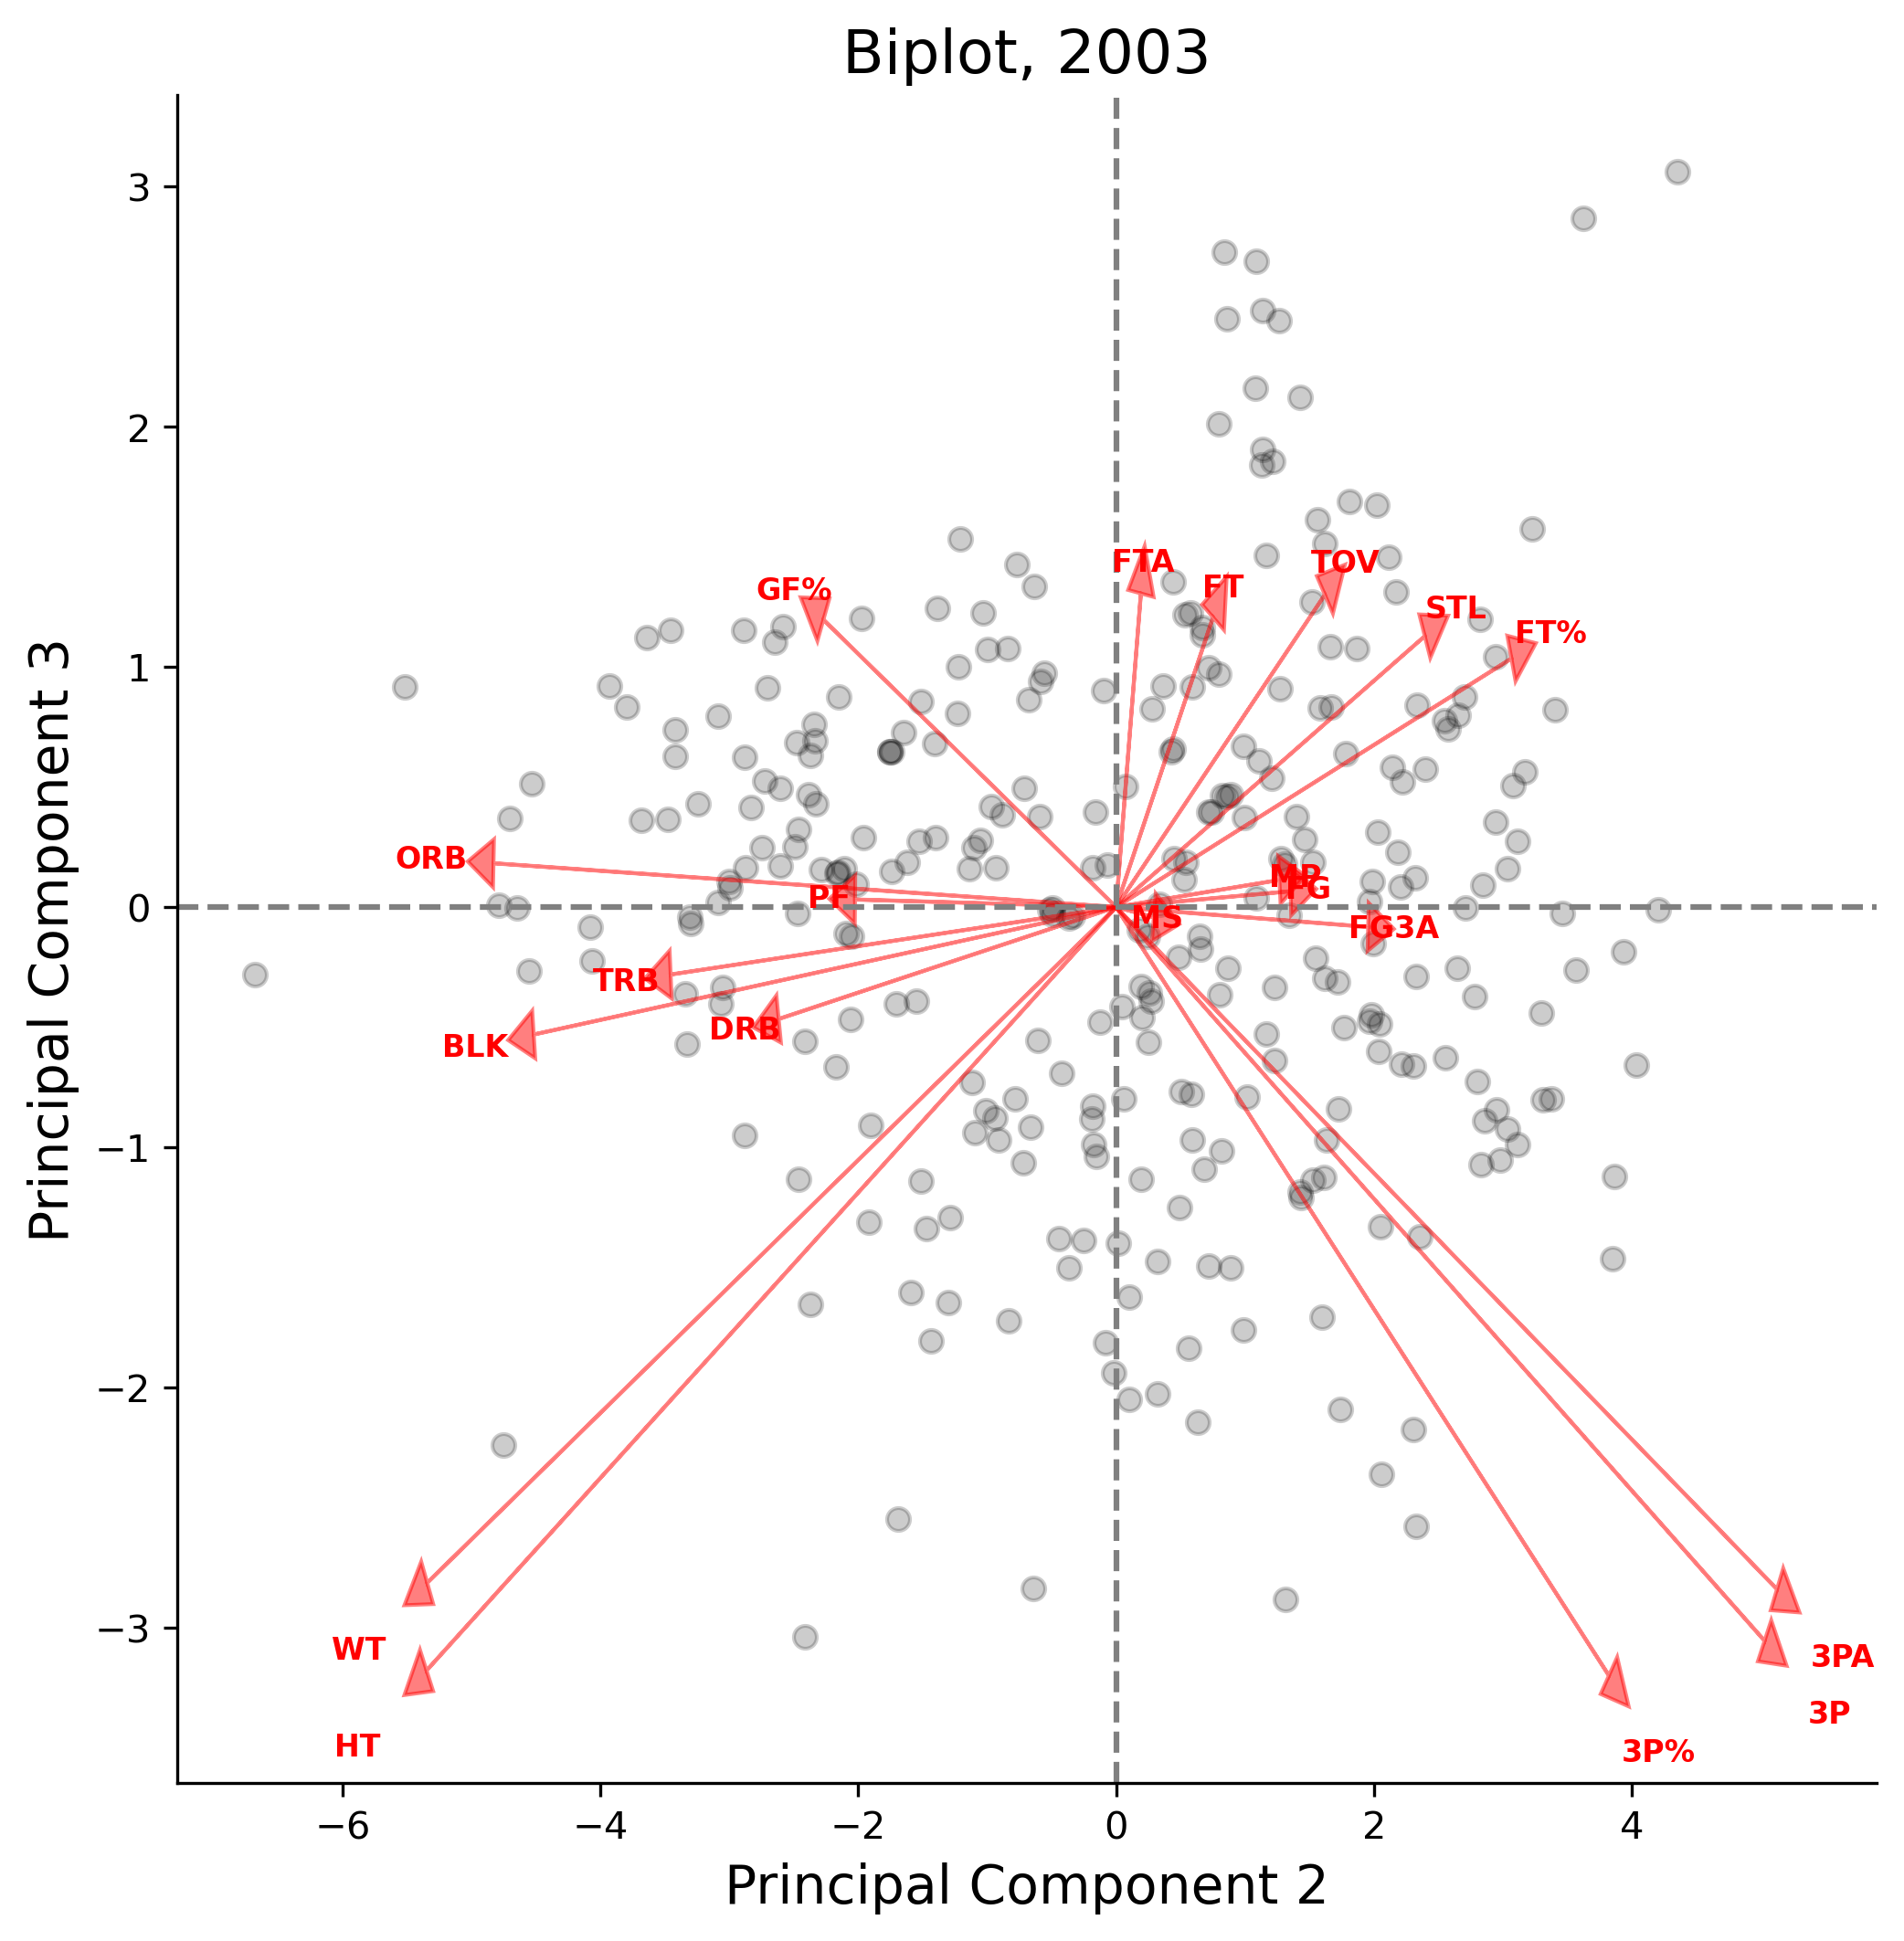 Biplot, 2003
Principal Component 3
3
2
1
0
−1
−2
−3
FTA
TOV
GF%
FT
STL
FT%
ORB
MP
PF
FG
MS
FG3A
TRB
DRB
BLK
WT
3PA
3P
HT
3P%
−6
−4
−2
0
2
4
Principal Component 2